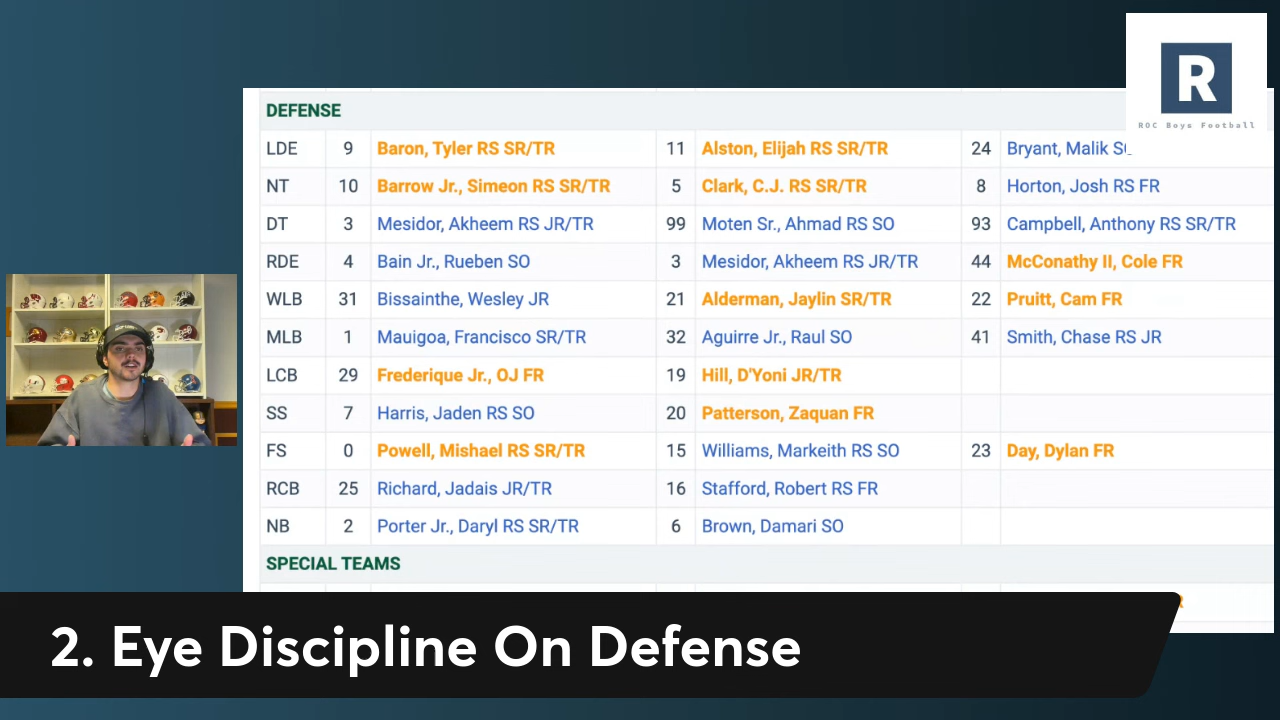 R
ROC Boys Football
DEFENSE
LDE 9 Baron, Tyler RS SR/TR 11 Alston, Elijah RS SR/TR 24 Bryant, Malik
NT 10 Barrow Jr., Simeon RS SR/TR 5 Clark, C.J. RS SR/TR 8 Horton, Josh RS FR
DT 3 Mesidor, Akheem RS JR/TR 99 Moten Sr., Ahmad RS SO 93 Campbell, Anthony RS SR/TR
RDE 4 Bain Jr., Rueben SO 3 Mesidor, Akheem RS JR/TR 44 McConathy II, Cole FR
WLB 31 Bissainthe, Wesley JR 21 Alderman, Jaylin SR/TR 22 Pruitt, Cam FR
MLB 1 Mauigoa, Francisco SR/TR 32 Aguirre Jr., Raul SO 41 Smith, Chase RS JR
LCB 29 Frederique Jr., OJ FR 19 Hill, D'Yoni JR/TR
SS 7 Harris, Jaden RS SO 20 Patterson, Zaquan FR
FS 0 Powell, Mishael RS SR/TR 15 Williams, Markeith RS SO 23 Day, Dylan FR
RCB 25 Richard, Jadais JR/TR 16 Stafford, Robert RS FR
NB 2 Porter Jr., Daryl RS SR/TR 6 Brown, Damari SO
SPECIAL TEAMS
2. Eye Discipline On Defense